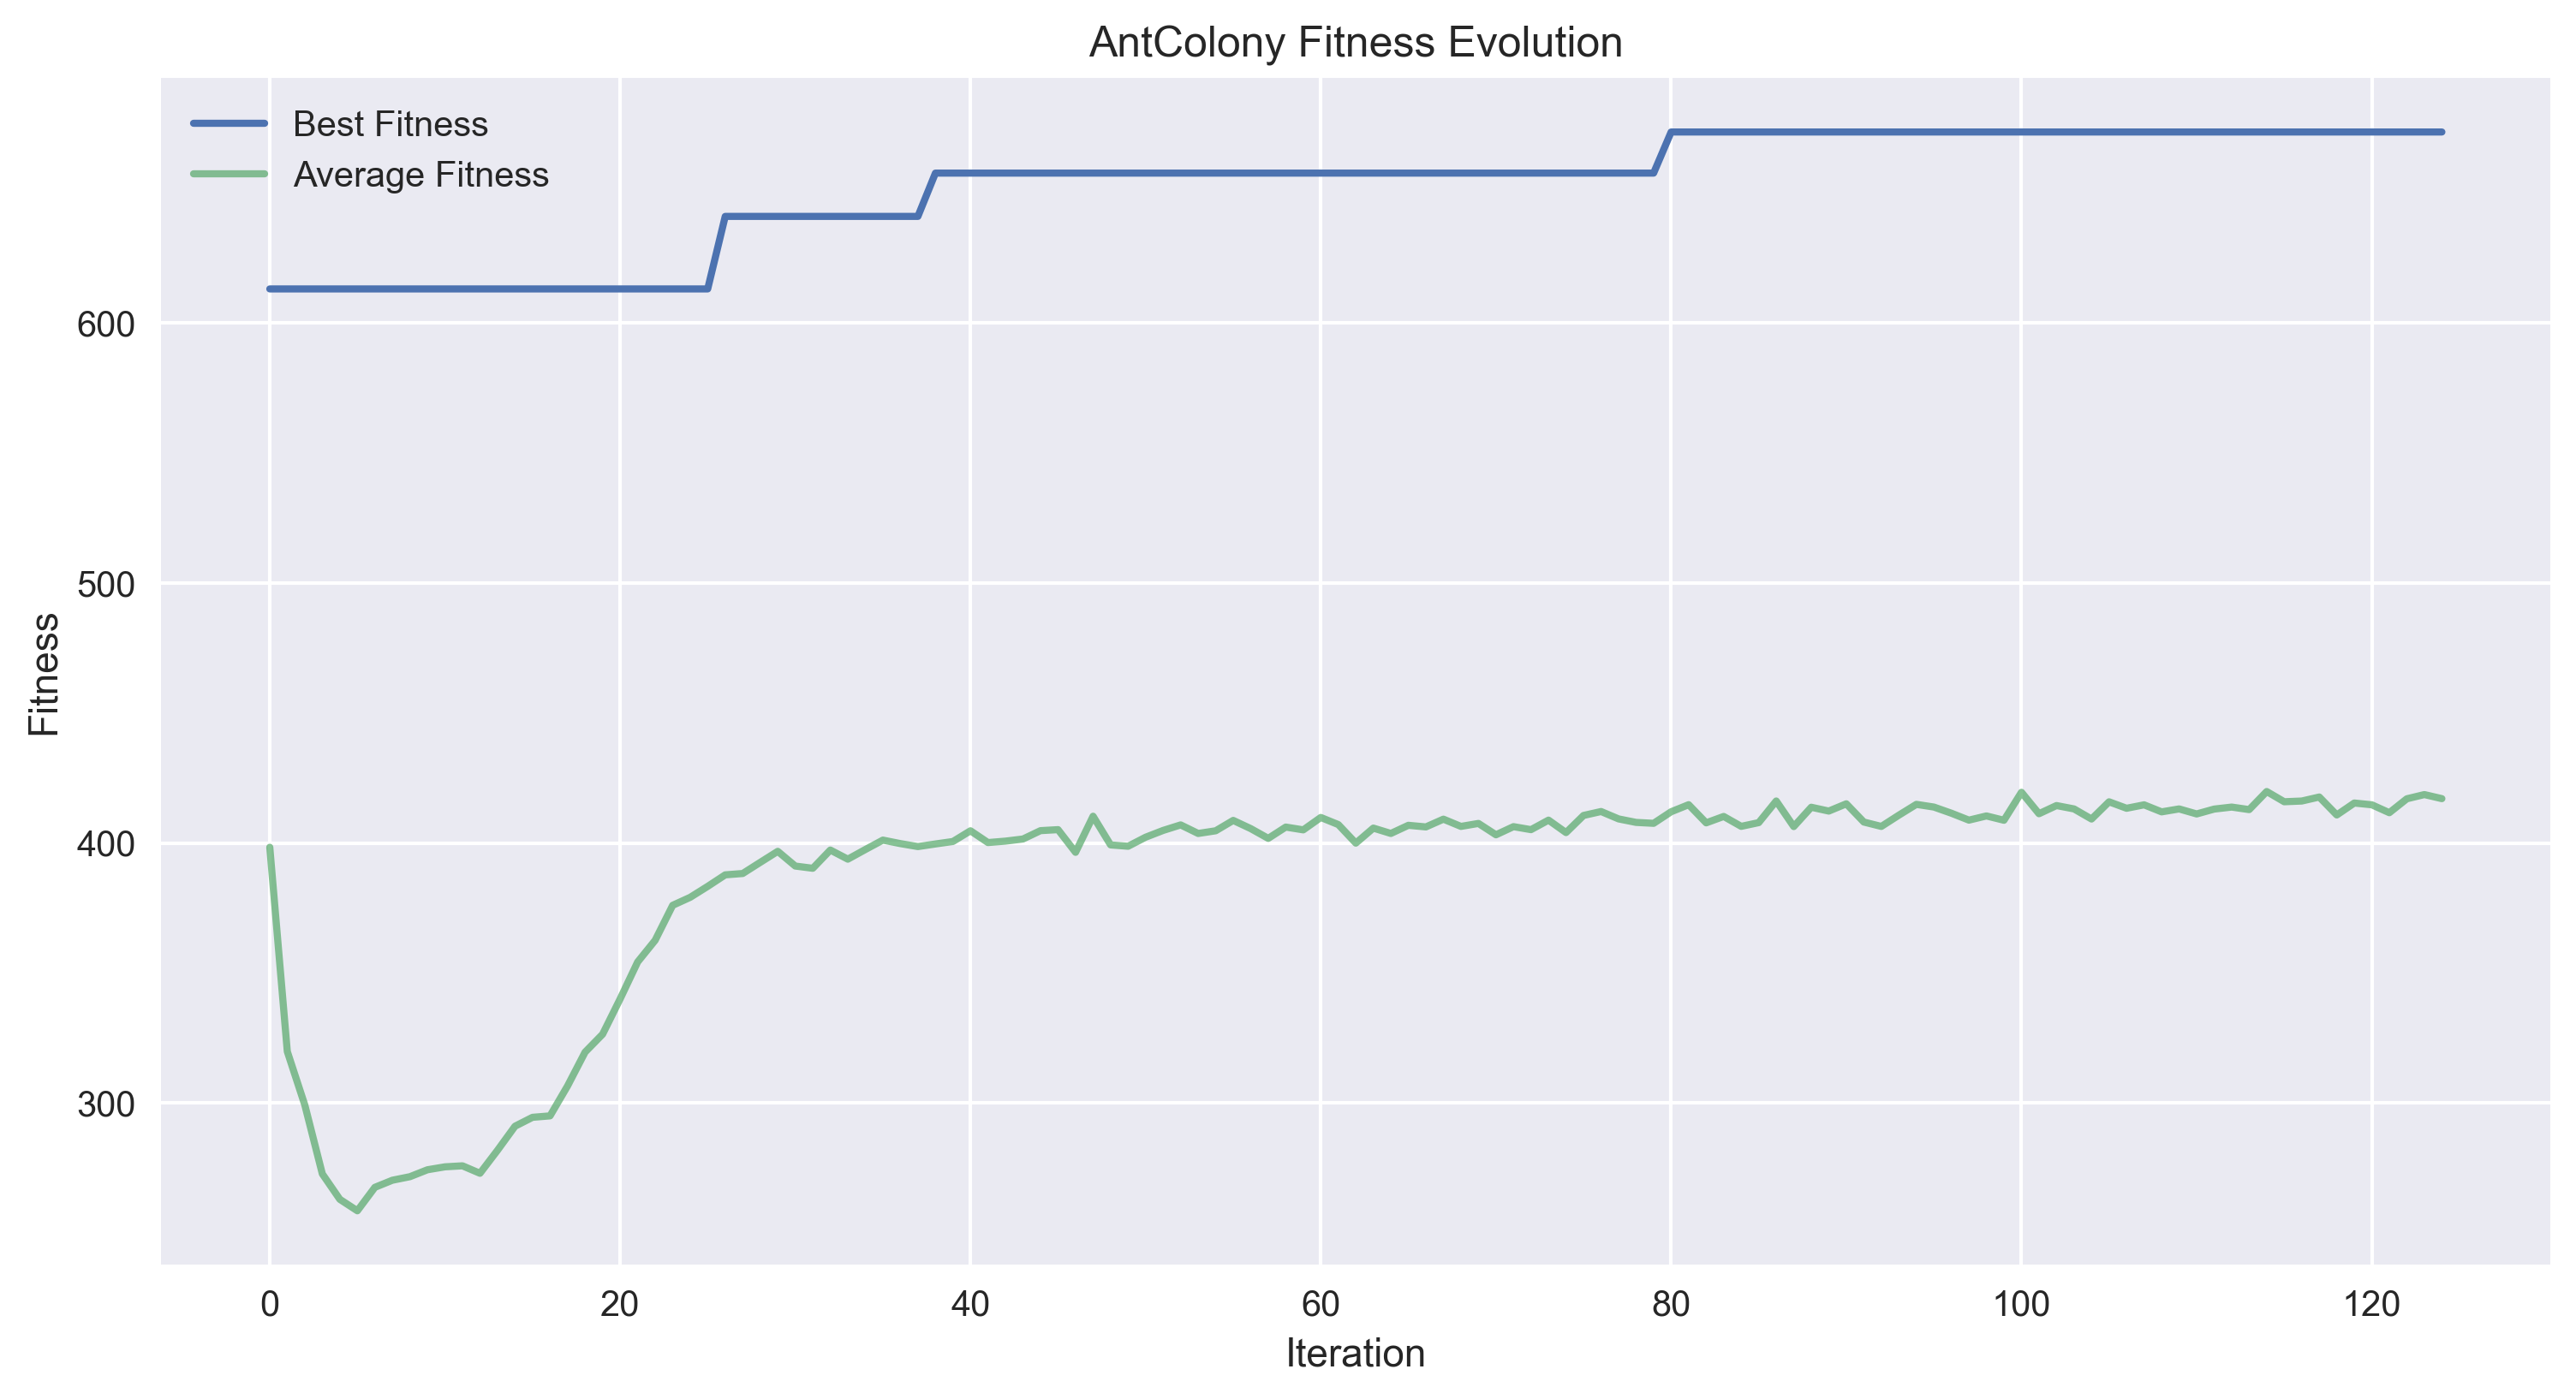 AntColony Fitness Evolution
Best Fitness
Average Fitness
600
500
400
300
Fitness
0 20 40 60 80 100 120
Iteration